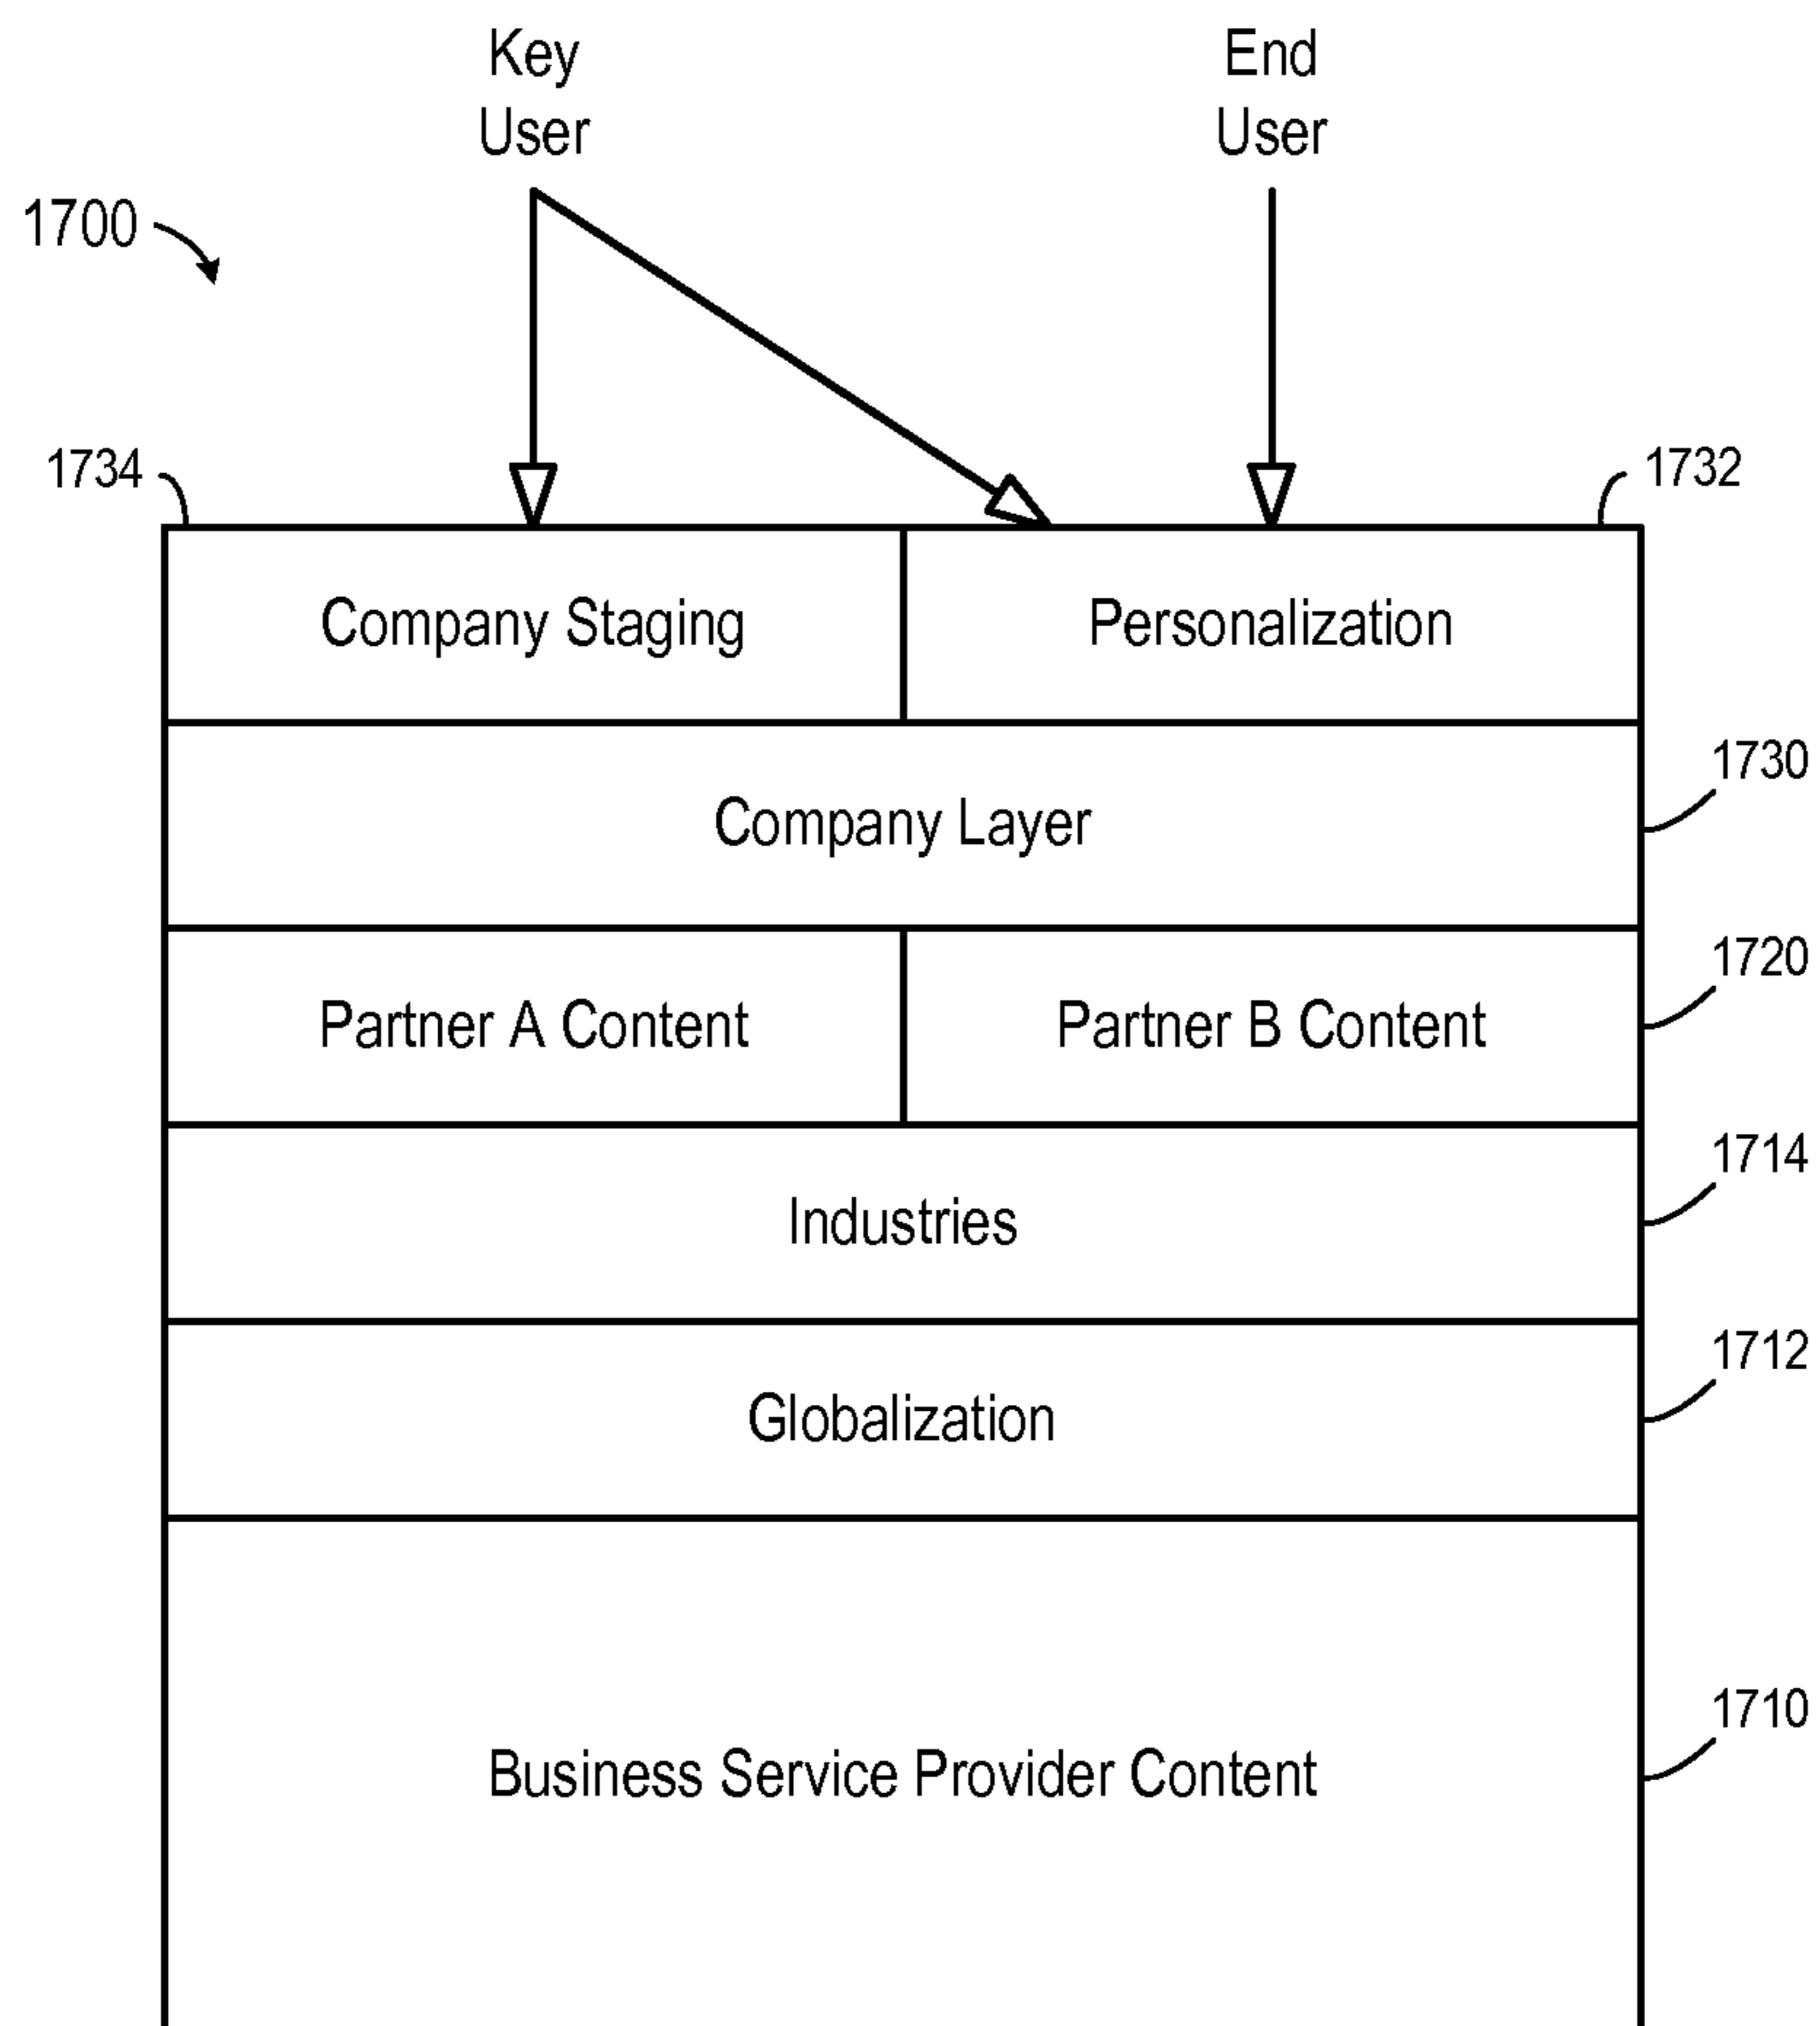 Key
User
End
User
1700
1734
1732
Company Staging
Personalization
1730
Company Layer
1720
Partner A Content
Partner B Content
1714
Industries
1712
Globalization
1710
Business Service Provider Content